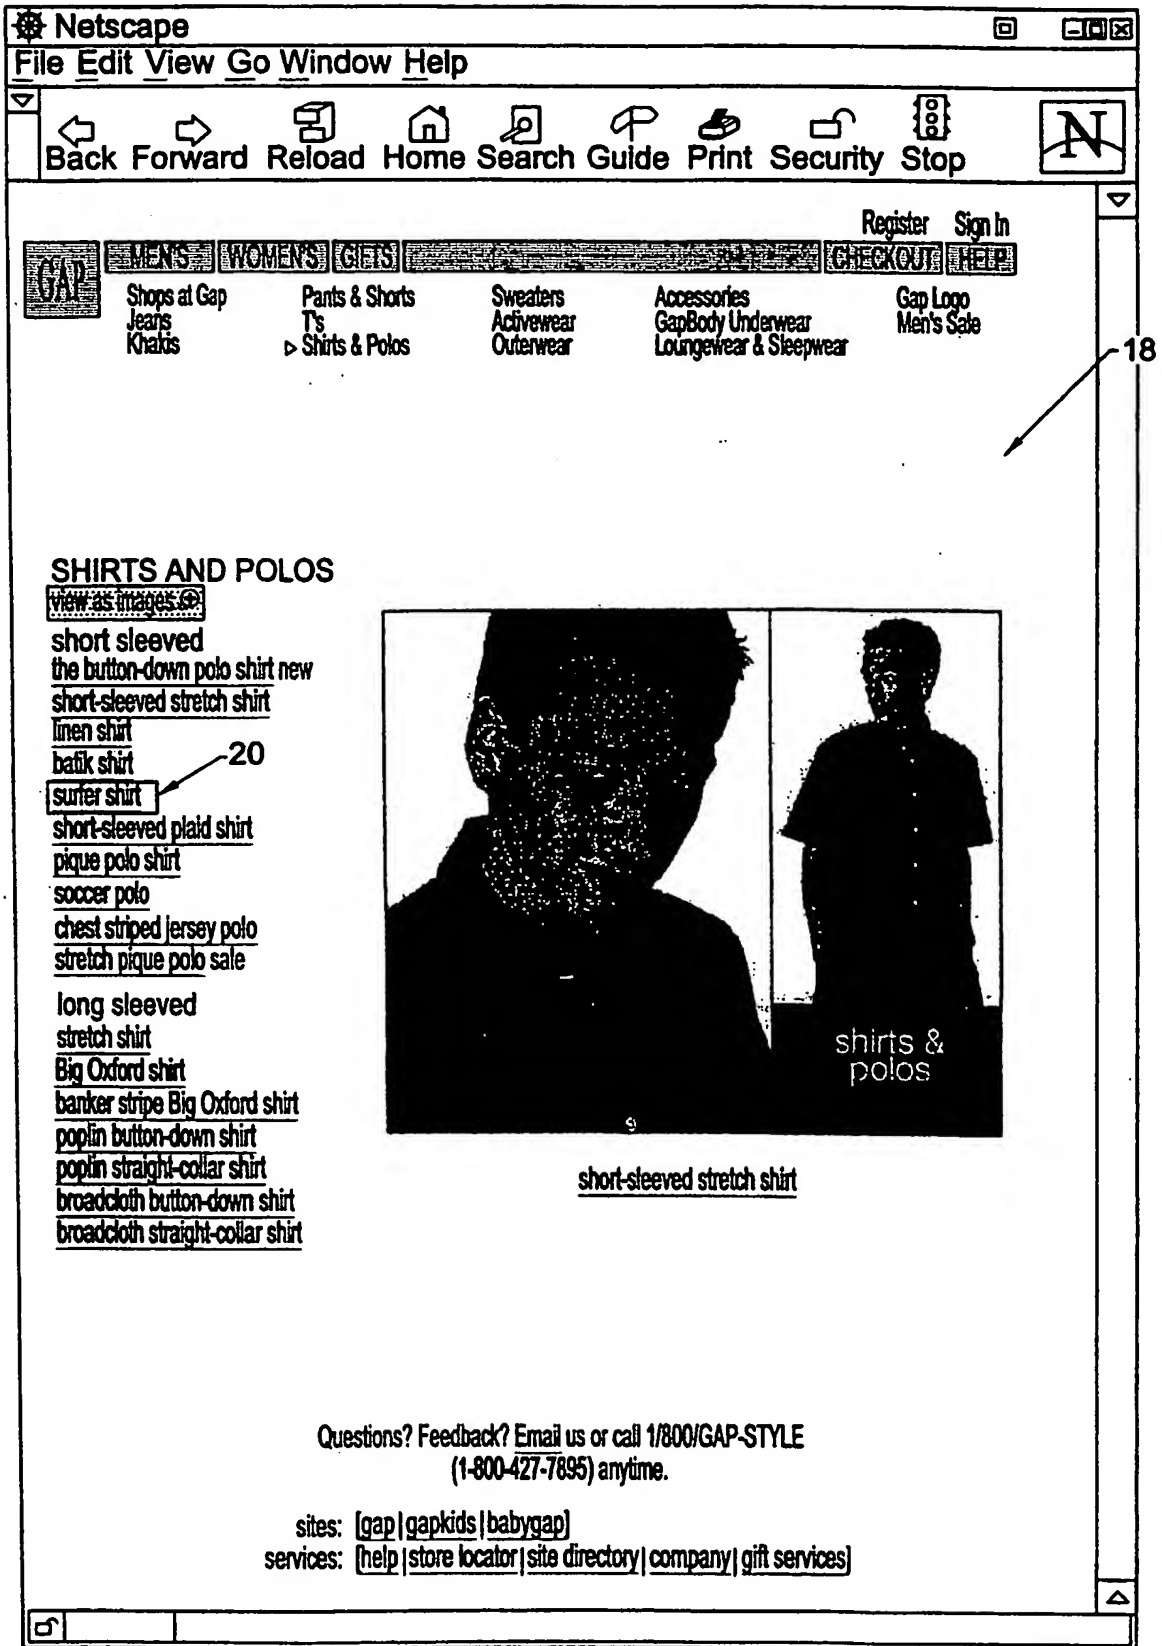 Netscape
File Edit View Go Window Help
Back Forward Reload Home Search Guide Print Security Stop
N
Register Sign In
GAP MEN'S WOMEN'S GIFTS CHECKOUT HELP
Shops at Gap Pants & Shorts Sweaters Accessories Gap Logo
Jeans T's Activewear GapBody Underwear Men's Sale
Khakis Shirts & Polos Outerwear Loungewear & Sleepwear
18
SHIRTS AND POLOS
view as images
short sleeved
the button-down polo shirt new
short-sleeved stretch shirt
linen shirt
batik shirt
20
surfer shirt
short-sleeved plaid shirt
pique polo shirt
soccer polo
chest striped jersey polo
stretch pique polo sale
long sleeved
stretch shirt
Big Oxford shirt
banker stripe Big Oxford shirt
poplin button-down shirt
poplin straight-collar shirt
broadcloth button-down shirt
broadcloth straight-collar shirt
shirts &
polos
short-sleeved stretch shirt
Questions? Feedback? Email us or call 1/800/GAP-STYLE
(1-800-427-7895) anytime.
sites: [gap|gapkids|babygap]
services: [help|store locator|site directory|company|gift services]